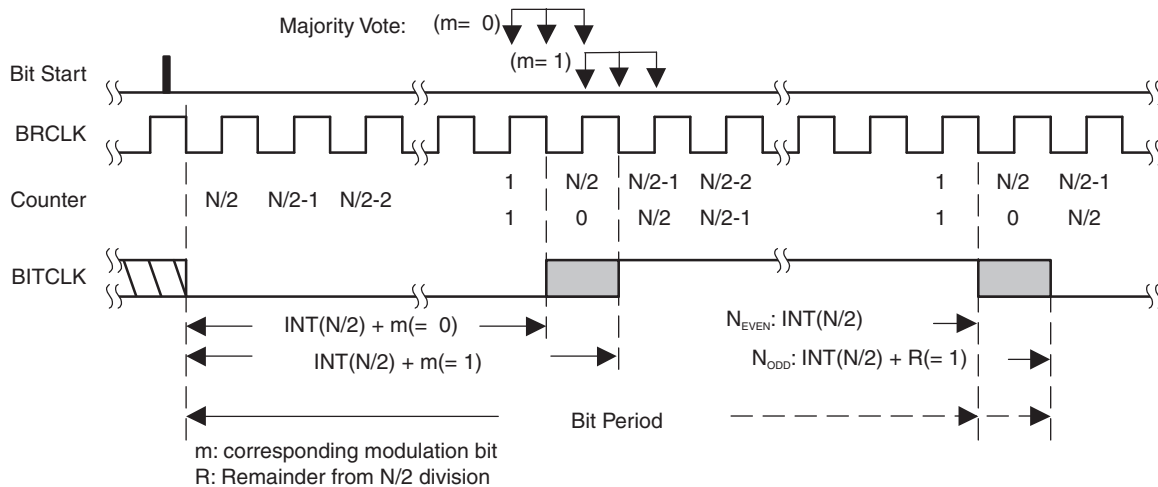 Majority Vote: (m= 0)
(m= 1)
Bit Start
BRCLK
Counter
N/2 N/2-1 N/2-2 1 N/2 N/2-1 N/2-2 1 N/2 N/2-1
1 0 N/2 N/2-1 1 0 N/2
BITCLK
INT(N/2) + m(= 0)
NEVEN: INT(N/2)
INT(N/2) + m(= 1)
NODD: INT(N/2) + R(= 1)
Bit Period
m: corresponding modulation bit
R: Remainder from N/2 division